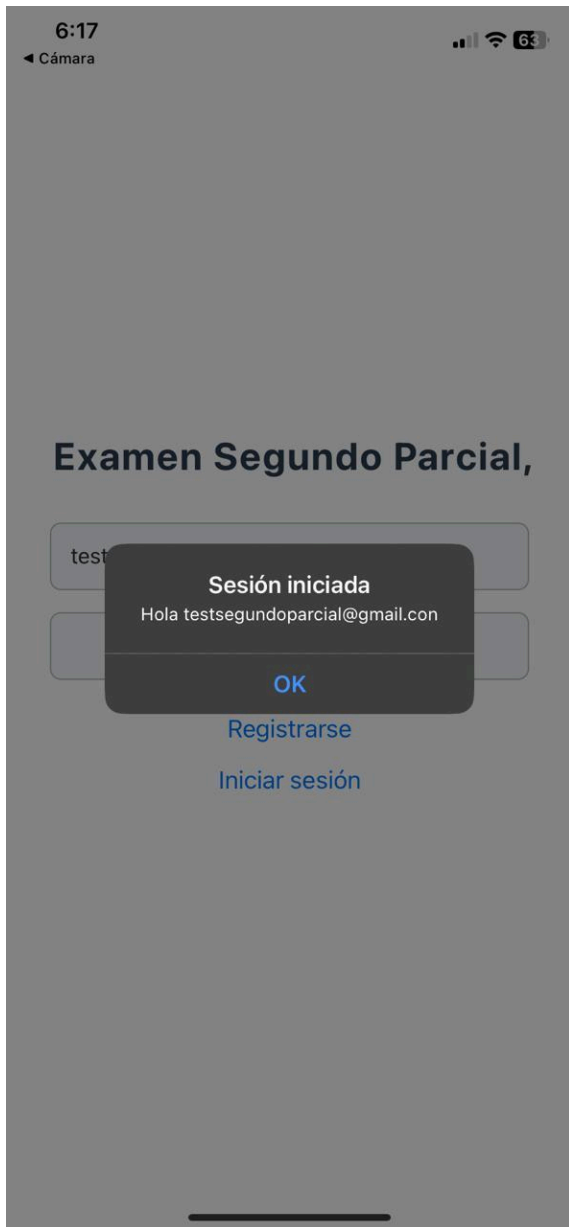 6:17
◀ Cámara
63
Examen Segundo Parcial,
test
Sesión iniciada
Hola testsegundoparcial@gmail.con
OK
Registrarse
Iniciar sesión